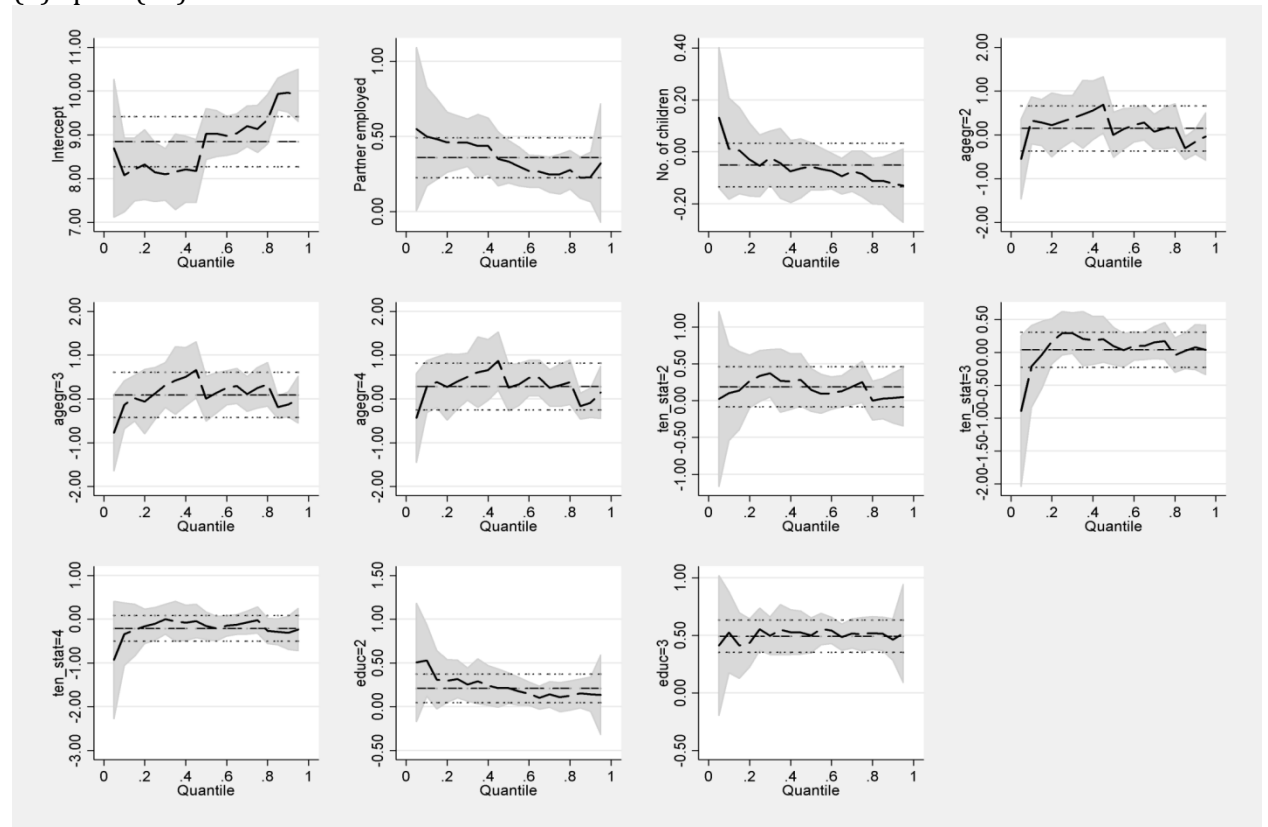 Intercept
7.00 8.00 9.00 10.00 11.00
0 .2 .4 .6 .8 1
Quantile
Partner employed
0.00 0.50 1.00
0 .2 .4 .6 .8 1
Quantile
No. of children
-0.20 0.00 0.20 0.40
0 .2 .4 .6 .8 1
Quantile
agegr=2
-2.00 -1.00 0.00 1.00 2.00
0 .2 .4 .6 .8 1
Quantile
agegr=3
-2.00 -1.00 0.00 1.00 2.00
0 .2 .4 .6 .8 1
Quantile
agegr=4
-2.00 -1.00 0.00 1.00 2.00
0 .2 .4 .6 .8 1
Quantile
ten_stat=2
-1.00 -0.50 0.00 0.50 1.00
0 .2 .4 .6 .8 1
Quantile
ten_stat=3
-2.00 -1.50 -1.00 -0.50 0.00 0.50
0 .2 .4 .6 .8 1
Quantile
ten_stat=4
-3.00 -2.00 -1.00 0.00 1.00
0 .2 .4 .6 .8 1
Quantile
educ=2
-0.50 0.00 0.50 1.00 1.50
0 .2 .4 .6 .8 1
Quantile
educ=3
-0.50 0.00 0.50 1.00
0 .2 .4 .6 .8 1
Quantile